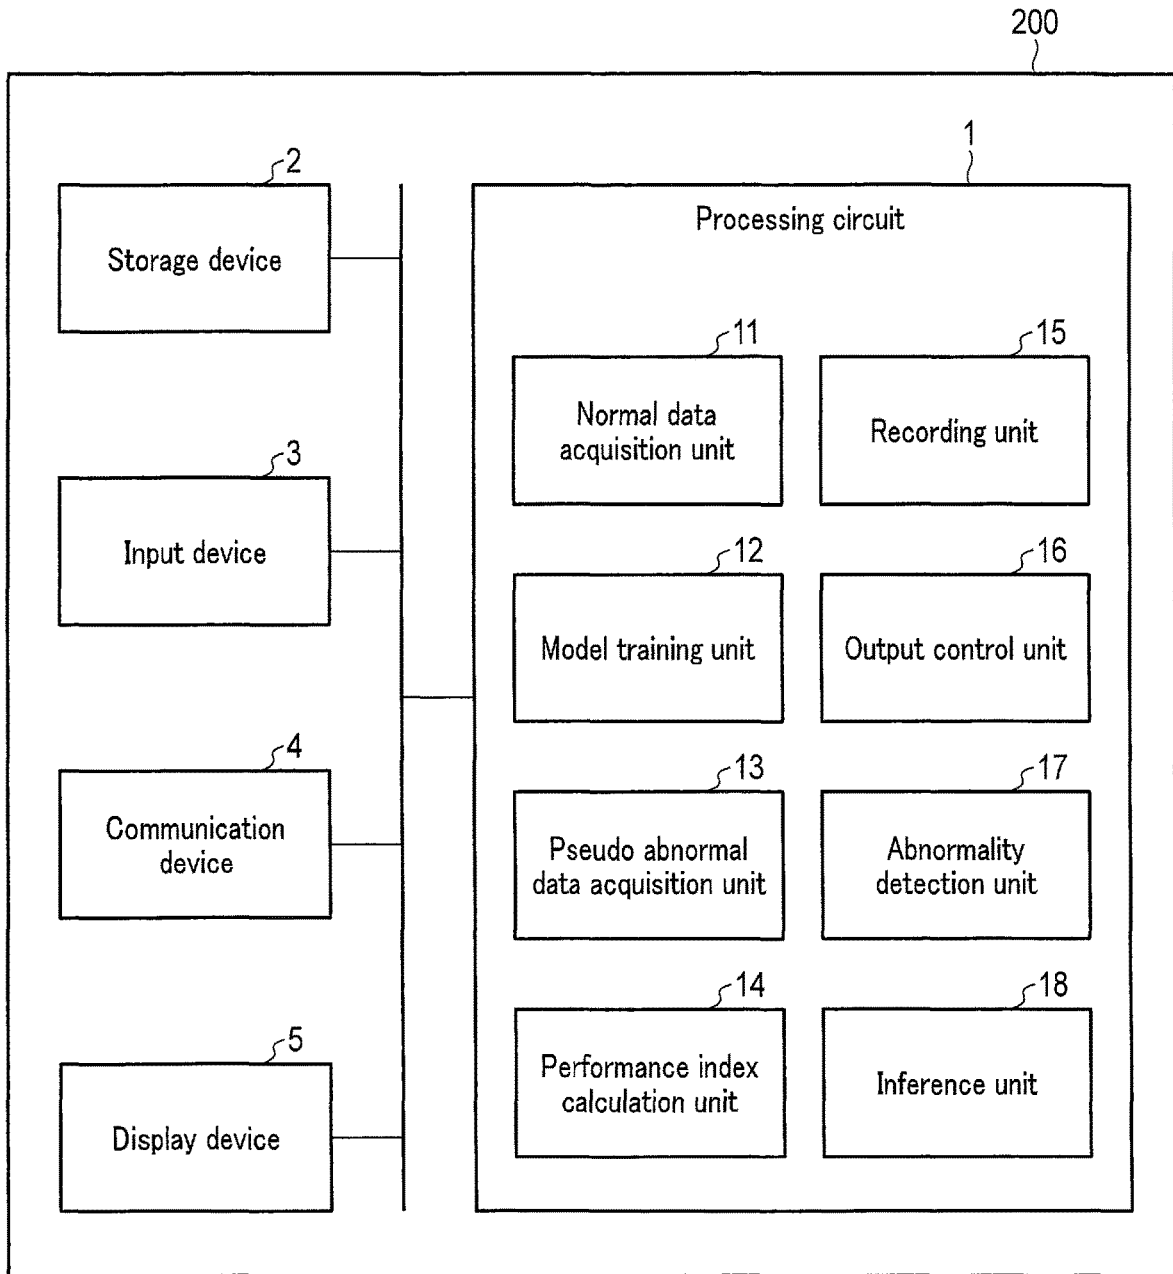 200
2
Storage device
3
Input device
4
Communication
device
5
Display device
1
Processing circuit
11
Normal data
acquisition unit
15
Recording unit
12
Model training unit
16
Output control unit
13
Pseudo abnormal
data acquisition unit
17
Abnormality
detection unit
14
Performance index
calculation unit
18
Inference unit